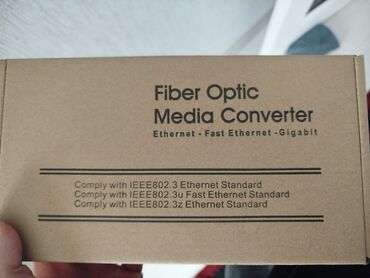 Fiber Optic
Media Converter
Ethernet - Fast Ethernet - Gigabit
Comply with IEEE802.3 Ethernet Standard
Comply with IEEE802.3u Fast Ethernet Standard
Comply with IEEE802.3z Ethernet Standard